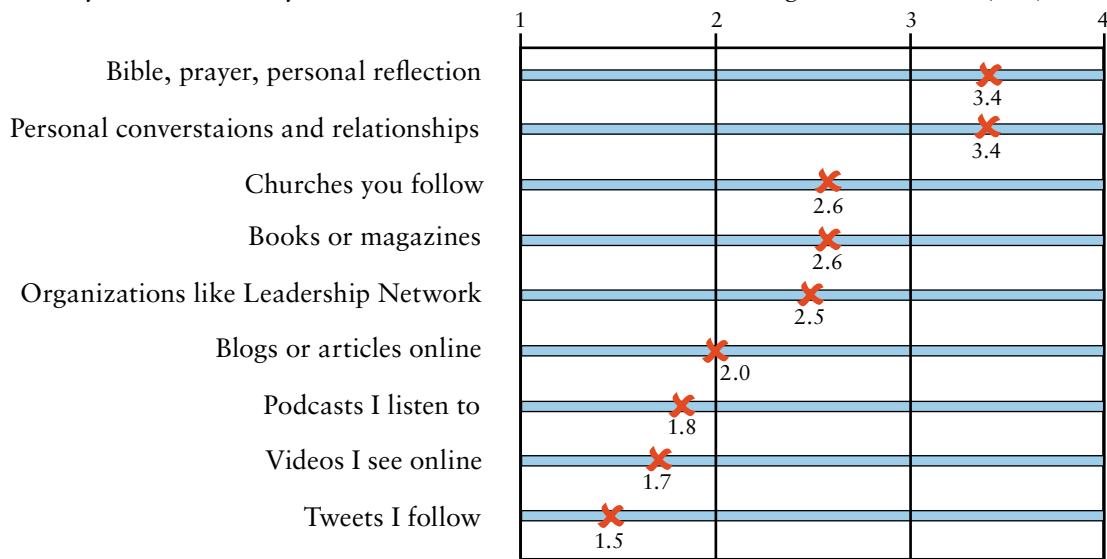 1 2 3 4
Bible, prayer, personal reflection
3.4
Personal converstaions and relationships
3.4
Churches you follow
2.6
Books or magazines
2.6
Organizations like Leadership Network
2.5
Blogs or articles online
2.0
Podcasts I listen to
1.8
Videos I see online
1.7
Tweets I follow
1.5